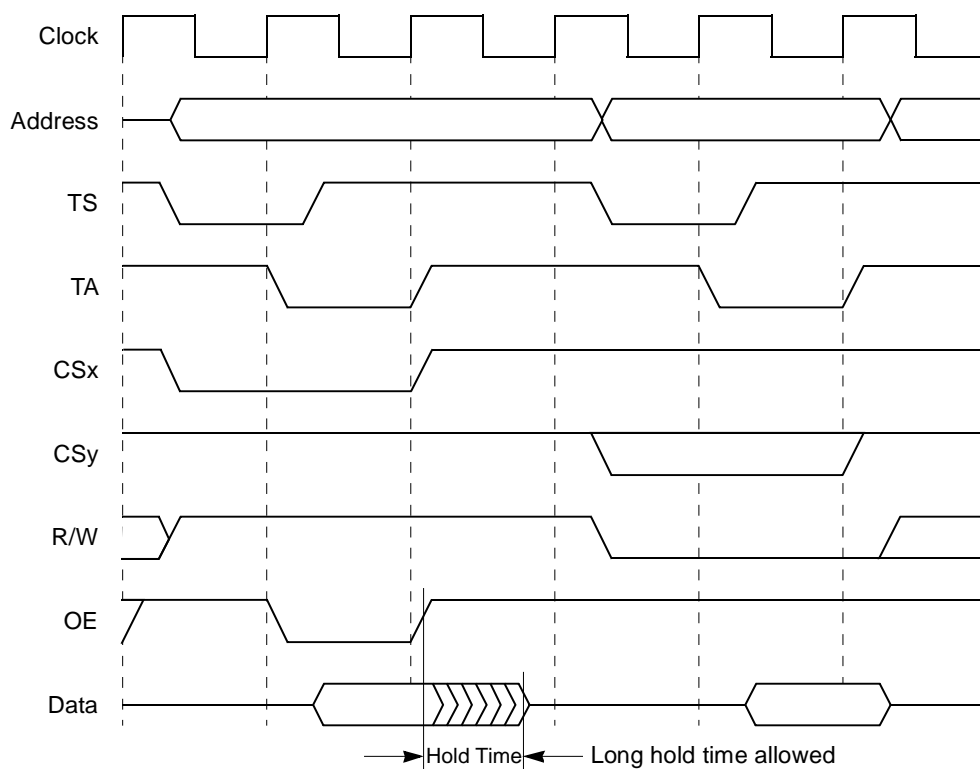 Clock
Address
TS
TA
CSx
CSy
R/W
OE
Data
Hold Time
Long hold time allowed